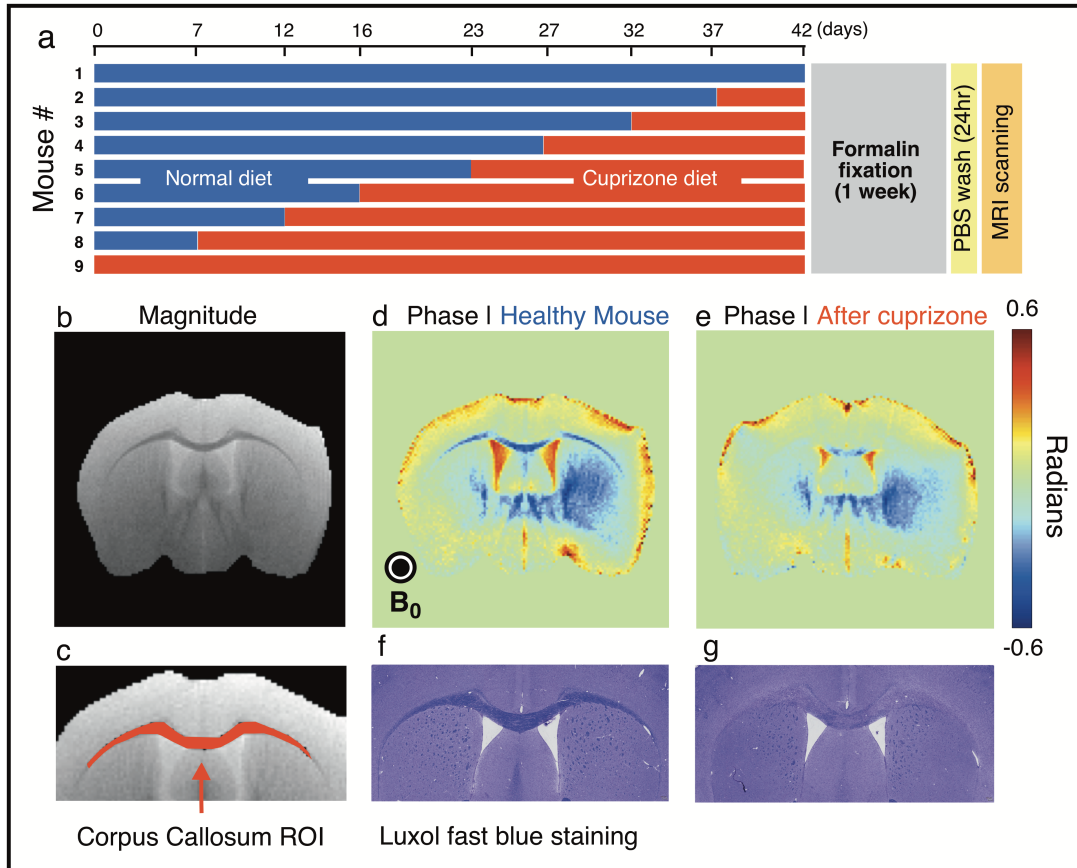 a
0 7 12 16 23 27 32 37 42 (days)
Mouse #
1
2
3
4
5
6
7
8
9
Normal diet
Cuprizone diet
Formalin
fixation
(1 week)
PBS wash (24hr)
MRI scanning
b Magnitude
d Phase | Healthy Mouse
e Phase | After cuprizone
0.6
Radians
-0.6
B0
c
f
g
Corpus Callosum ROI
Luxol fast blue staining